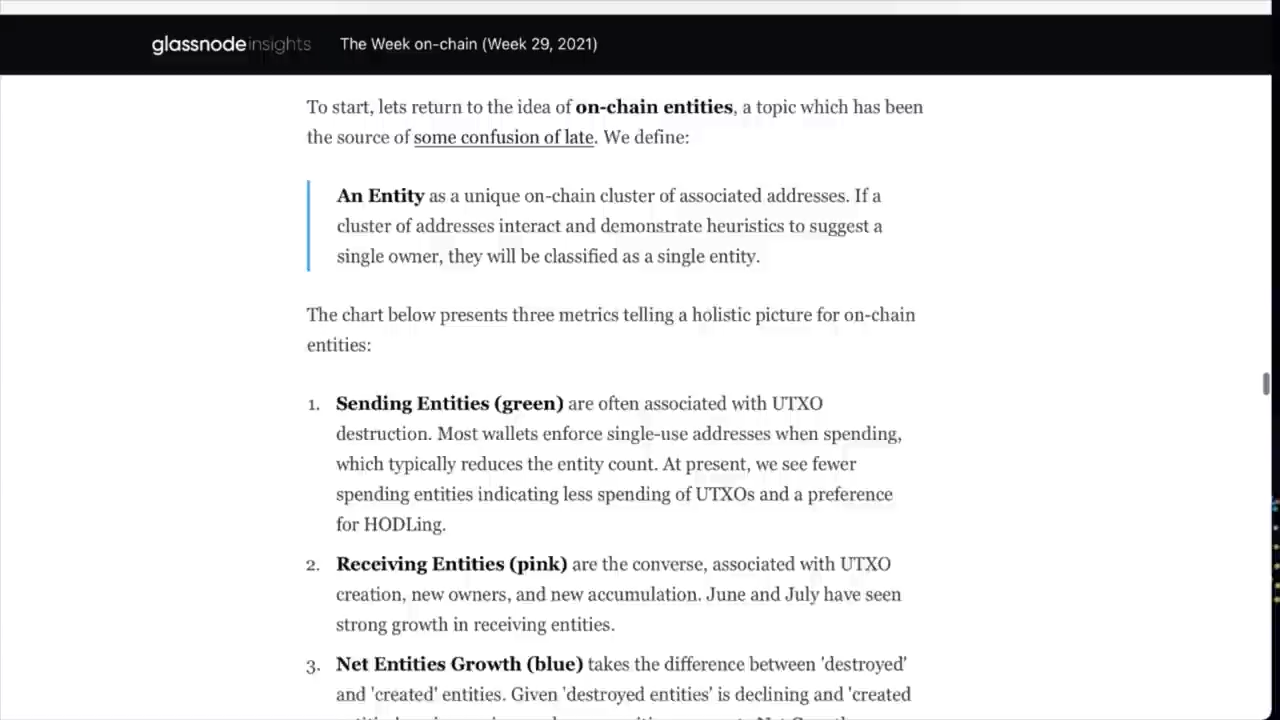 glassnodeinsights The Week on-chain (Week 29, 2021)
To start, lets return to the idea of on-chain entities, a topic which has been
the source of some confusion of late. We define:
An Entity as a unique on-chain cluster of associated addresses. If a
cluster of addresses interact and demonstrate heuristics to suggest a
single owner, they will be classified as a single entity.
The chart below presents three metrics telling a holistic picture for on-chain
entities:
1. Sending Entities (green) are often associated with UTXO
destruction. Most wallets enforce single-use addresses when spending,
which typically reduces the entity count. At present, we see fewer
spending entities indicating less spending of UTXOs and a preference
for HODLing.
2. Receiving Entities (pink) are the converse, associated with UTXO
creation, new owners, and new accumulation. June and July have seen
strong growth in receiving entities.
3. Net Entities Growth (blue) takes the difference between 'destroyed'
and 'created' entities. Given 'destroyed entities' is declining and 'created